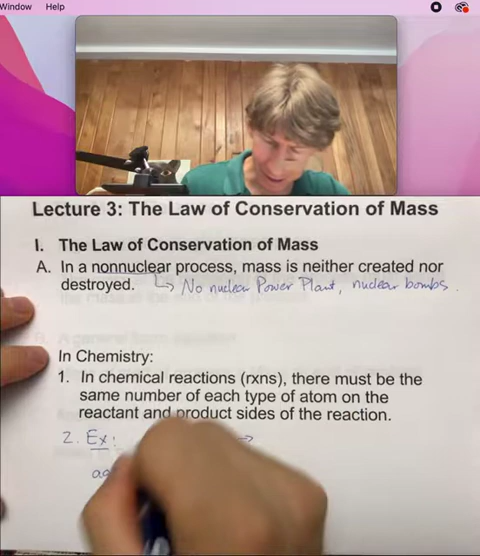 Window Help
Lecture 3: The Law of Conservation of Mass
I. The Law of Conservation of Mass
A. In a nonnuclear process, mass is neither created nor
destroyed. ↳ No nuclear Power Plant, nuclear bombs.
In Chemistry:
1. In chemical reactions (rxns), there must be the
same number of each type of atom on the
reactant and product sides of the reaction.
2. Ex: →